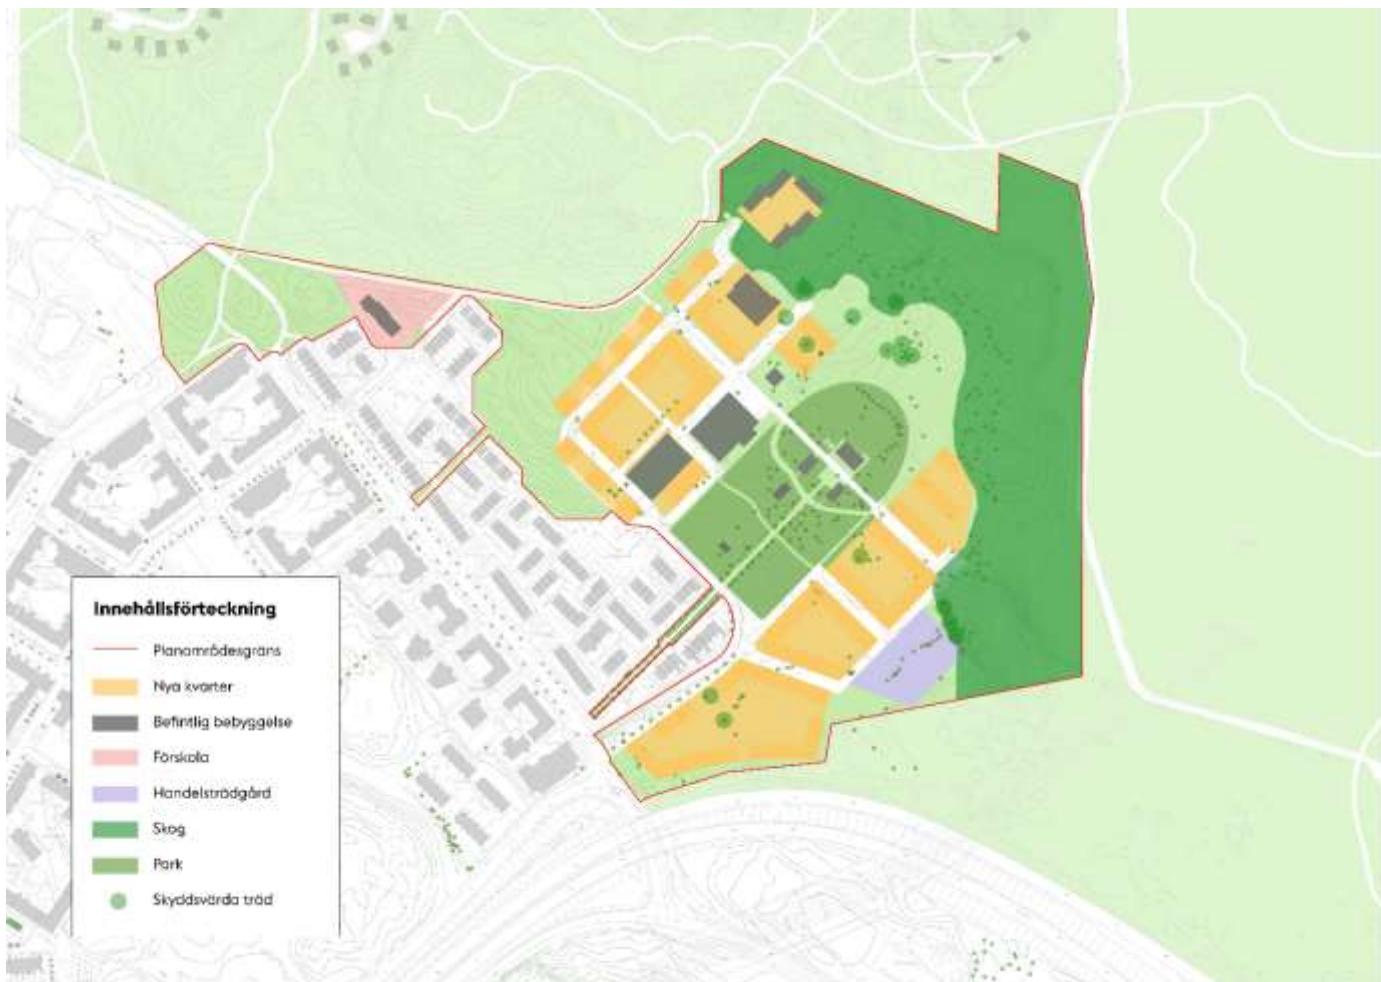 Innehållsförteckning
Planområdesgräns
Nya kvarter
Befintlig bebyggelse
Förskola
Handelsträdgård
Skog
Park
Skyddsvärda träd